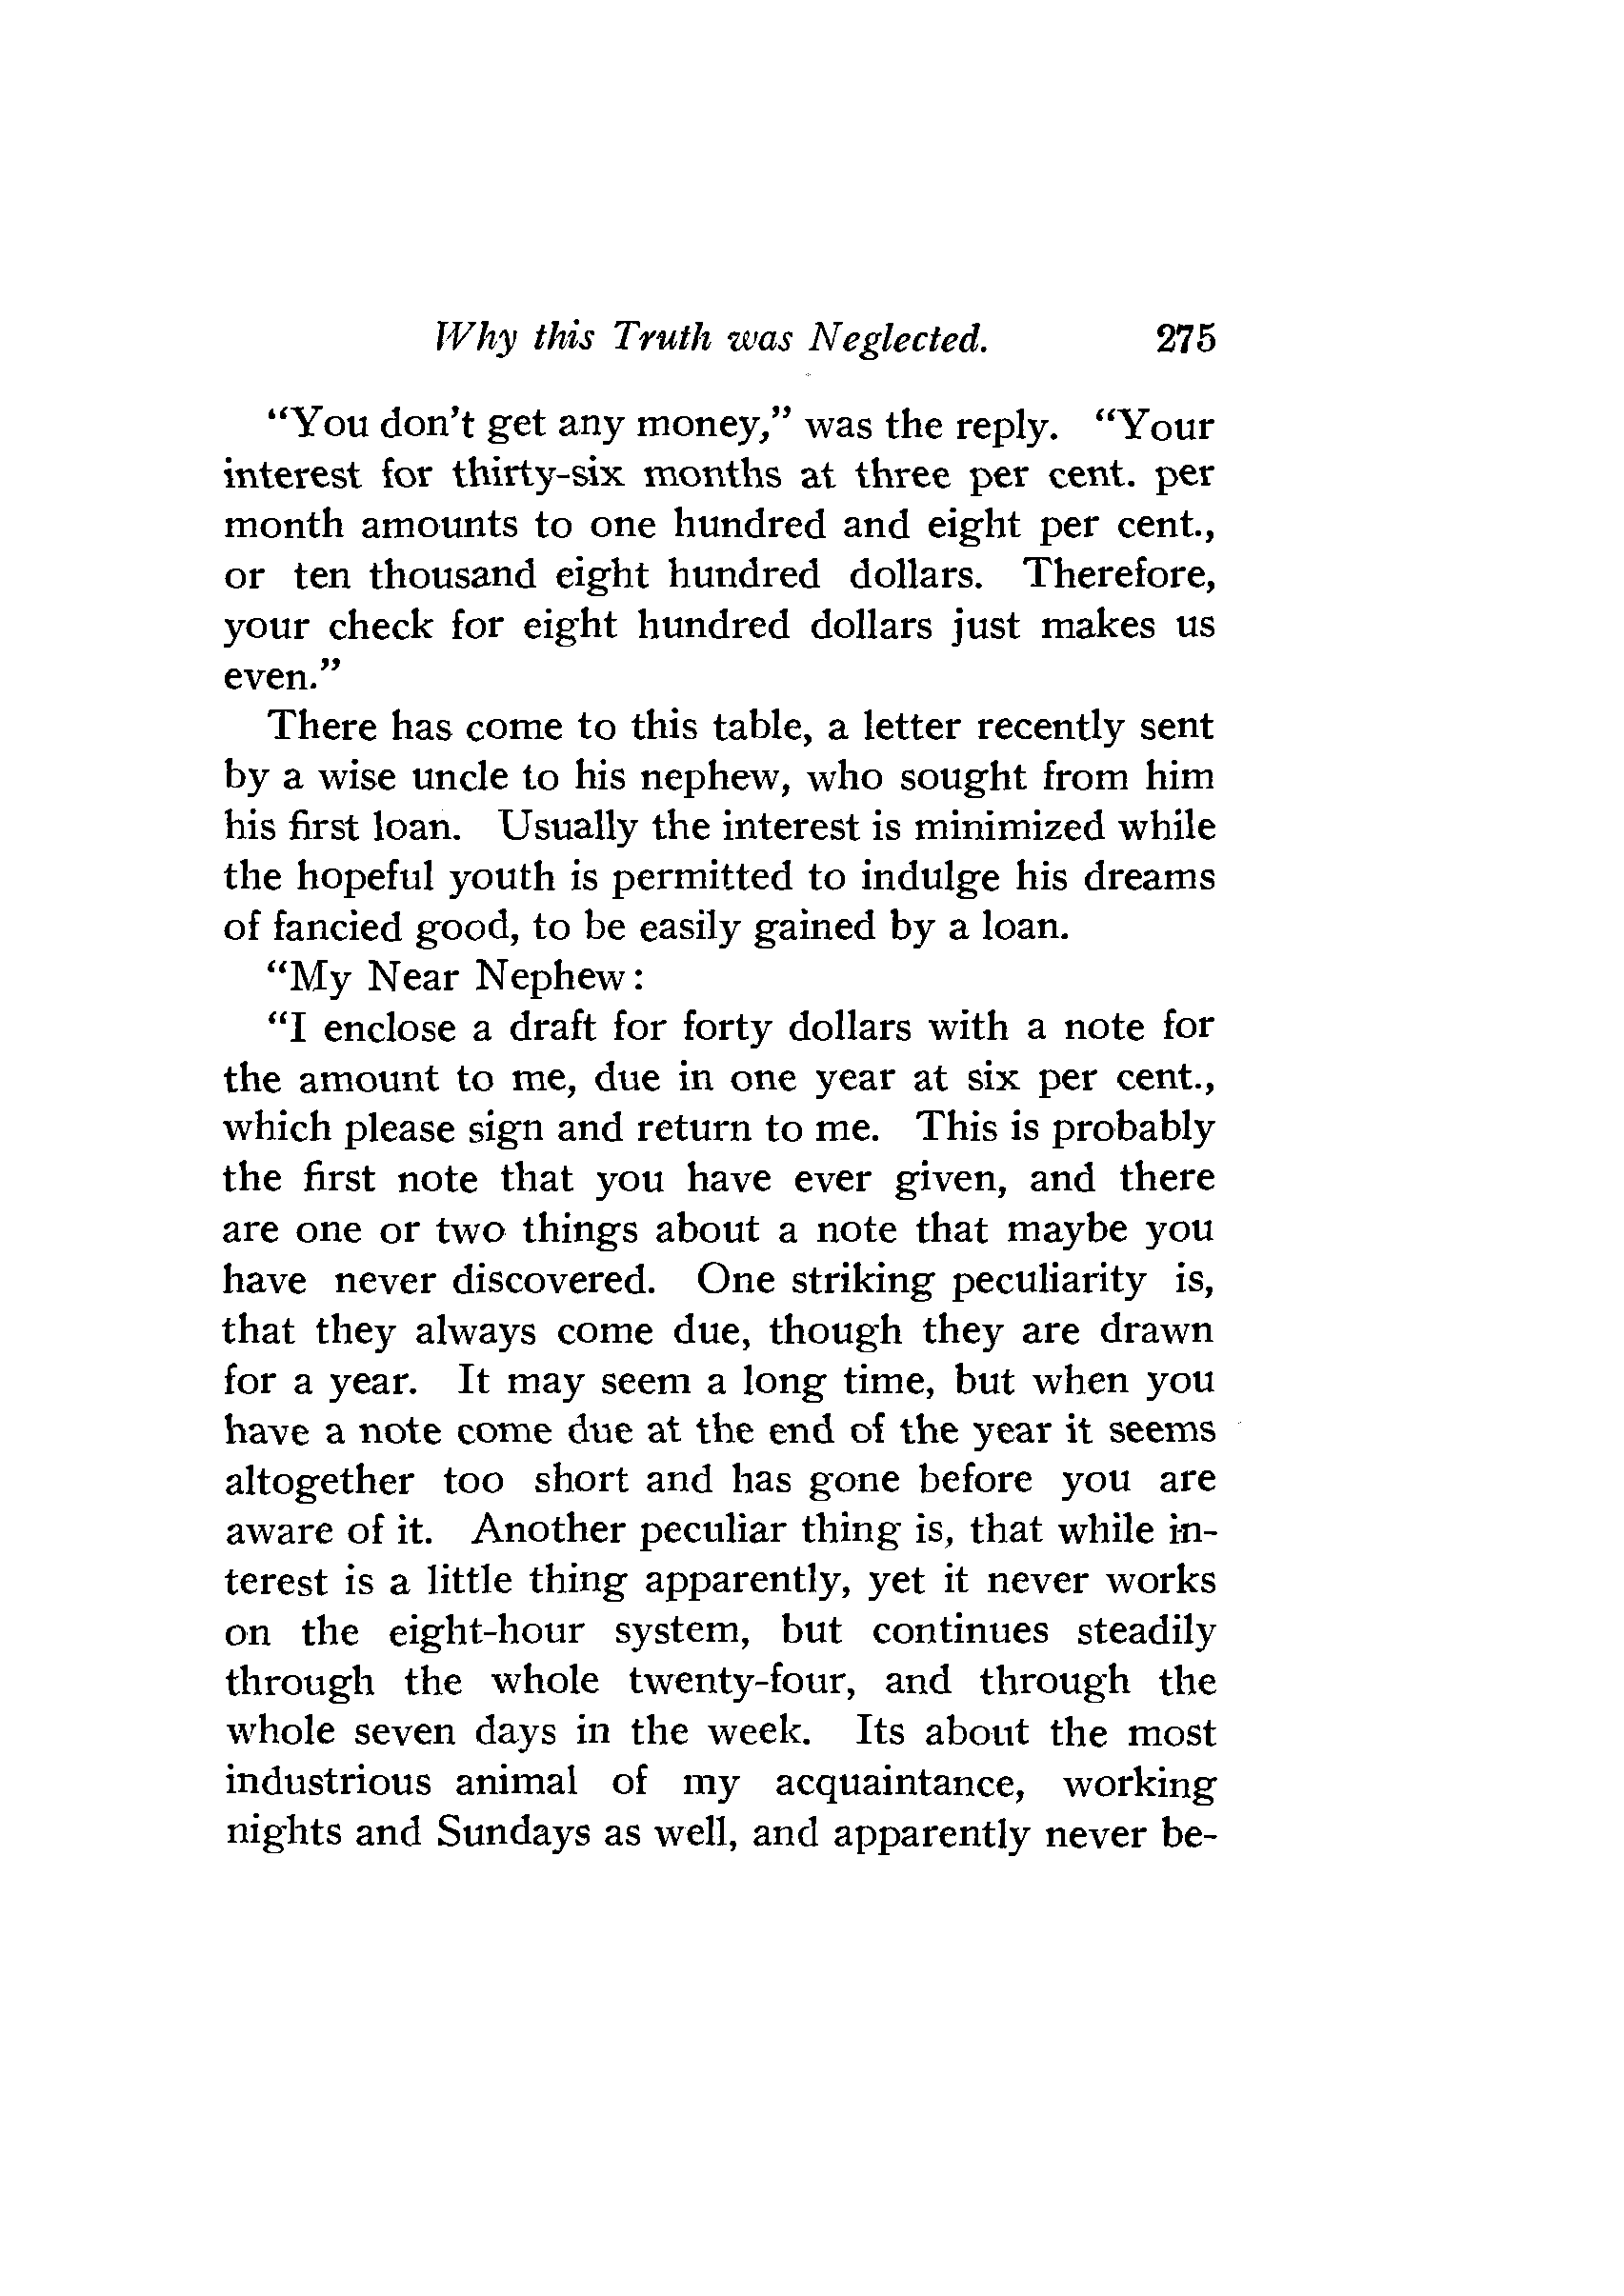 Why this Truth was Neglected. 275
“You don’t get any money,” was the reply. “Your
interest for thirty-six months at three per cent. per
month amounts to one hundred and eight per cent.,
or ten thousand eight hundred dollars. Therefore,
your check for eight hundred dollars just makes us
even.”
There has come to this table, a letter recently sent
by a wise uncle to his nephew, who sought from him
his first loan. Usually the interest is minimized while
the hopeful youth is permitted to indulge his dreams
of fancied good, to be easily gained by a loan.
“My Near Nephew:
“I enclose a draft for forty dollars with a note for
the amount to me, due in one year at six per cent.,
which please sign and return to me. This is probably
the first note that you have ever given, and there
are one or two things about a note that maybe you
have never discovered. One striking peculiarity is,
that they always come due, though they are drawn
for a year. It may seem a long time, but when you
have a note come due at the end of the year it seems
altogether too short and has gone before you are
aware of it. Another peculiar thing is, that while in-
terest is a little thing apparently, yet it never works
on the eight-hour system, but continues steadily
through the whole twenty-four, and through the
whole seven days in the week. Its about the most
industrious animal of my acquaintance, working
nights and Sundays as well, and apparently never be-